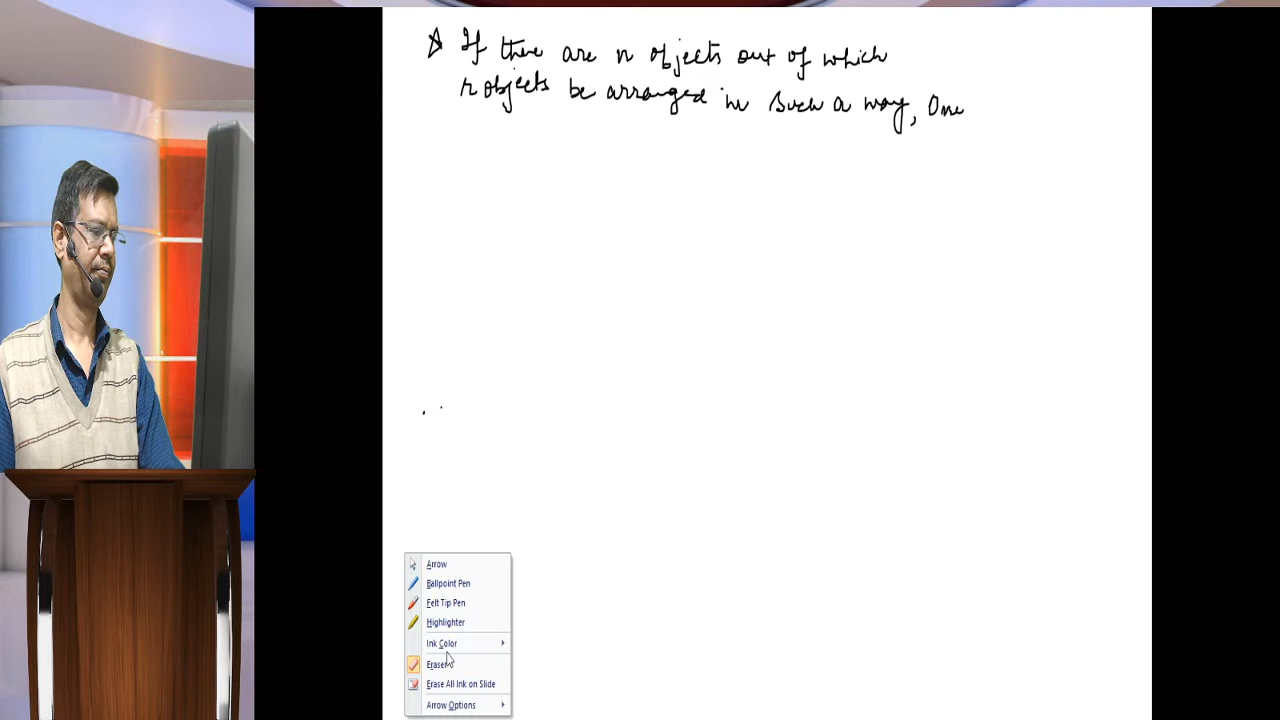 ☆ If there are n objects out of which
r objects be arranged in such a way, One
Arrow
Ballpoint Pen
Felt Tip Pen
Highlighter
Ink Color
Eraser
Erase All Ink on Slide
Arrow Options